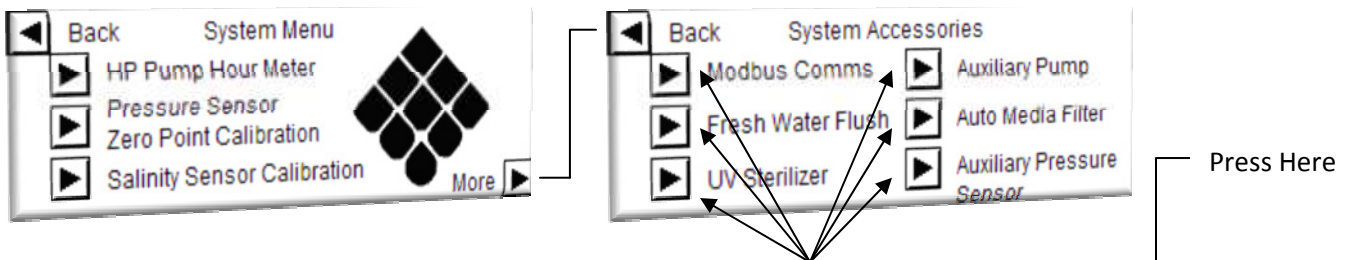 Back System Menu
HP Pump Hour Meter
Pressure Sensor
Zero Point Calibration
Salinity Sensor Calibration
More
Back System Accessories
Modbus Comms
Fresh Water Flush
UV Sterilizer
Auxiliary Pump
Auto Media Filter
Auxiliary Pressure
Sensor
Press Here